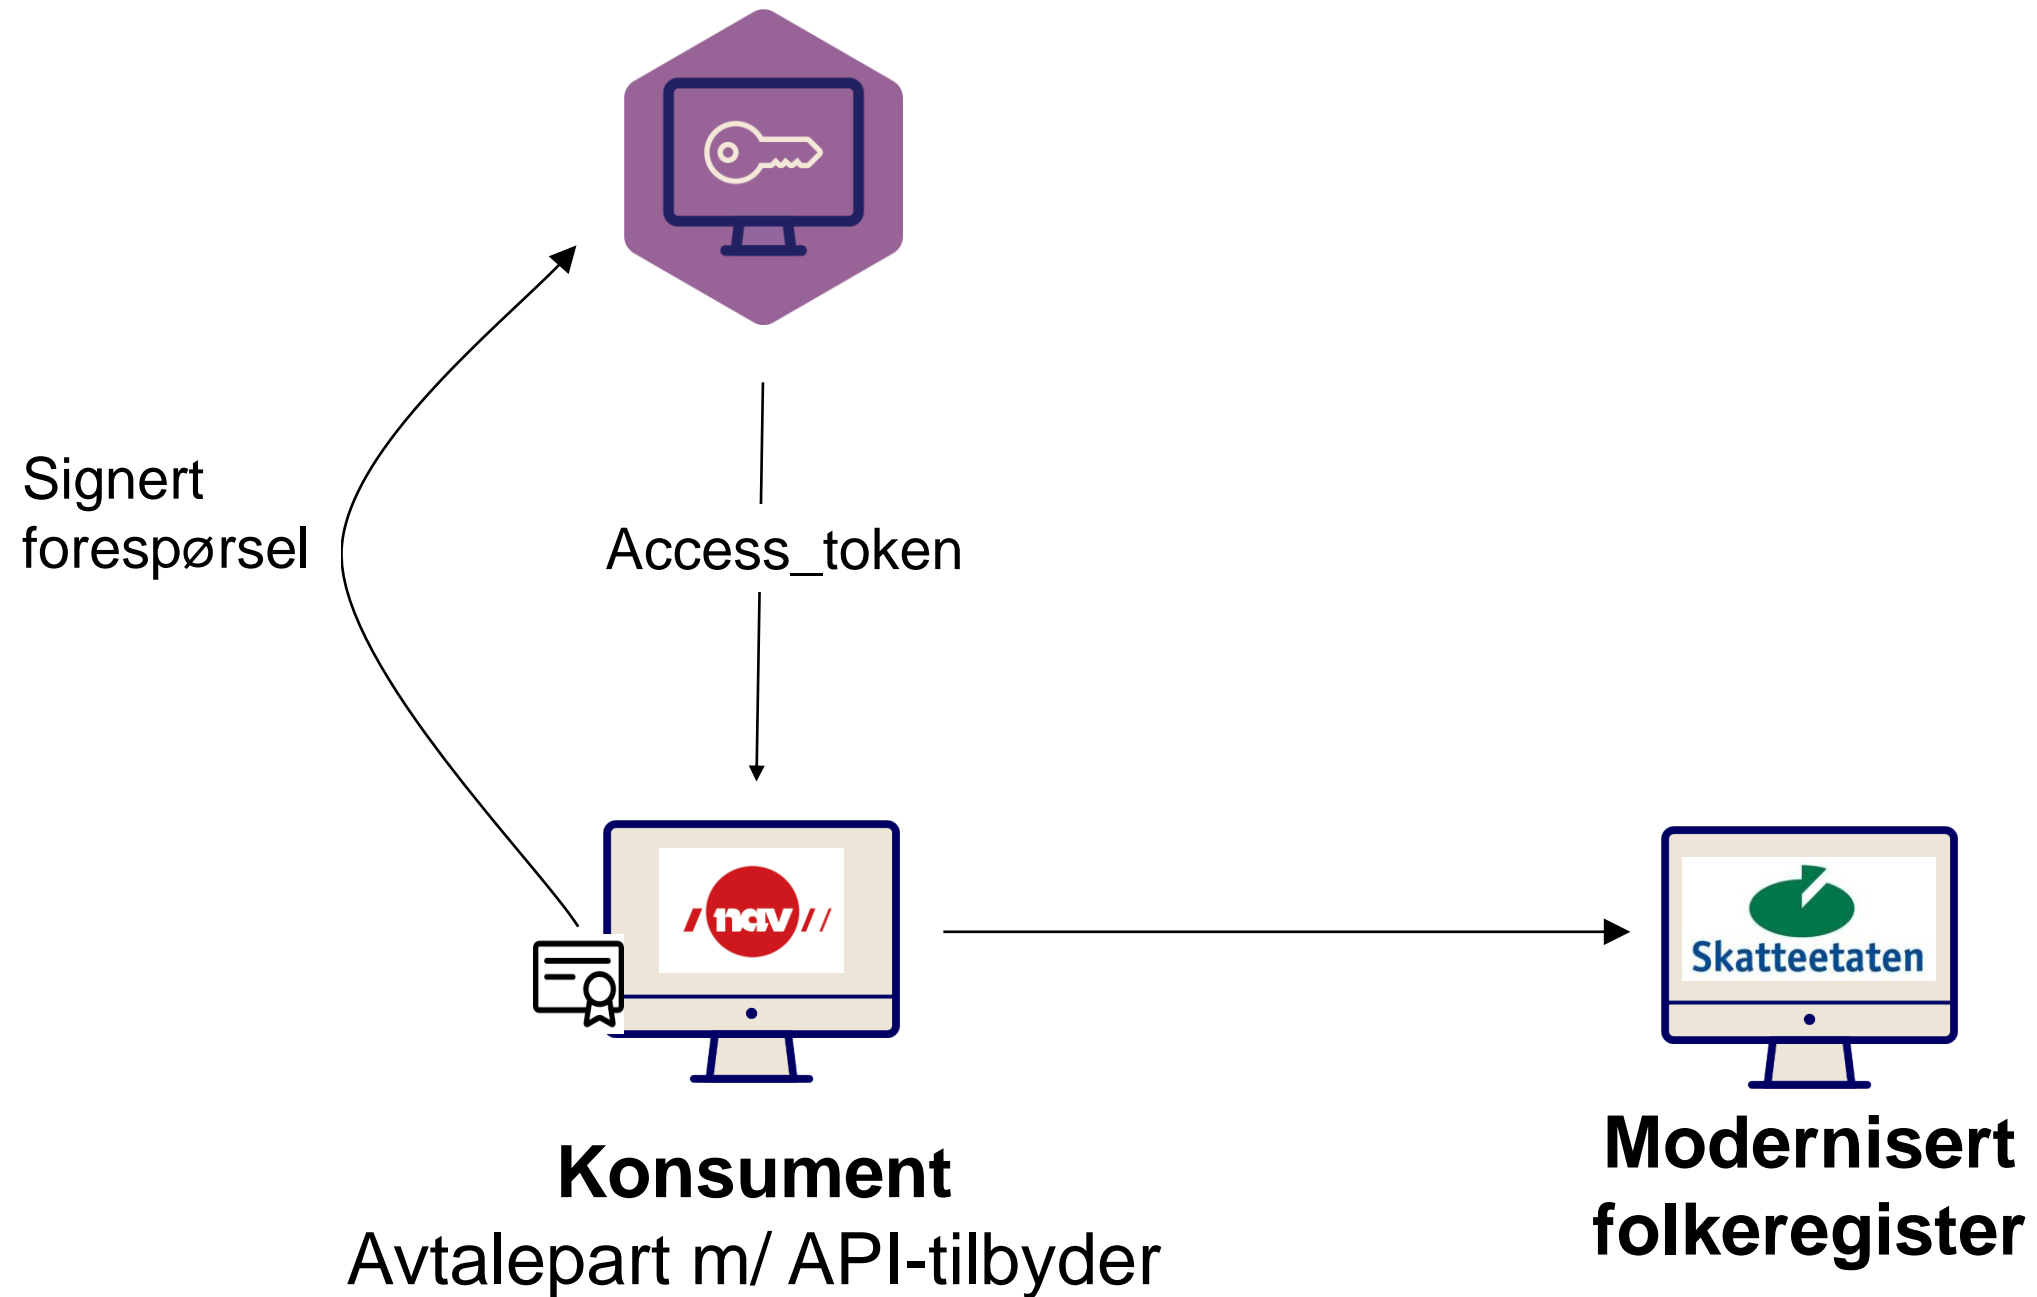 Signert
forespørsel
Access_token
nav
Skatteetaten
Konsument
Avtalepart m/ API-tilbyder
Modernisert
folkeregister